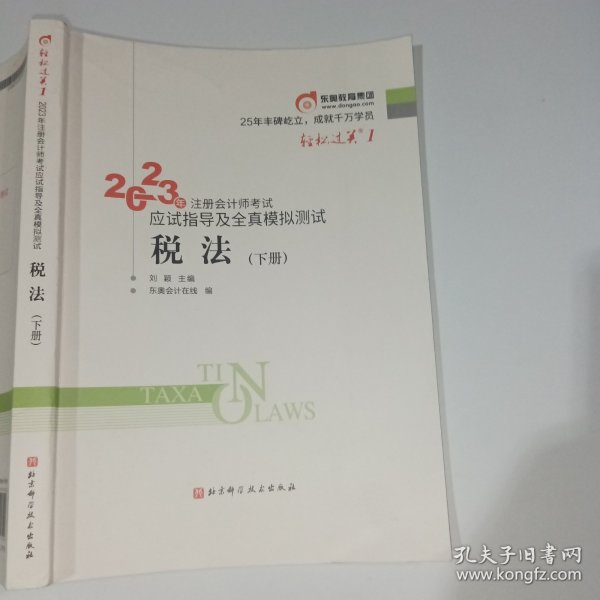 轻松过关1
2023年注册会计师考试应试指导及全真模拟测试
税法
(下册)
东奥教育集团
www.dongao.com
25年丰碑屹立，成就千万学员
轻松过关®1
2023年 注册会计师考试
应试指导及全真模拟测试
税法(下册)
刘颖 主编
东奥会计在线 编
TAXATION
LAWS
北京科学技术出版社
北京科学技术出版社
孔夫子旧书网
www.kongfz.com